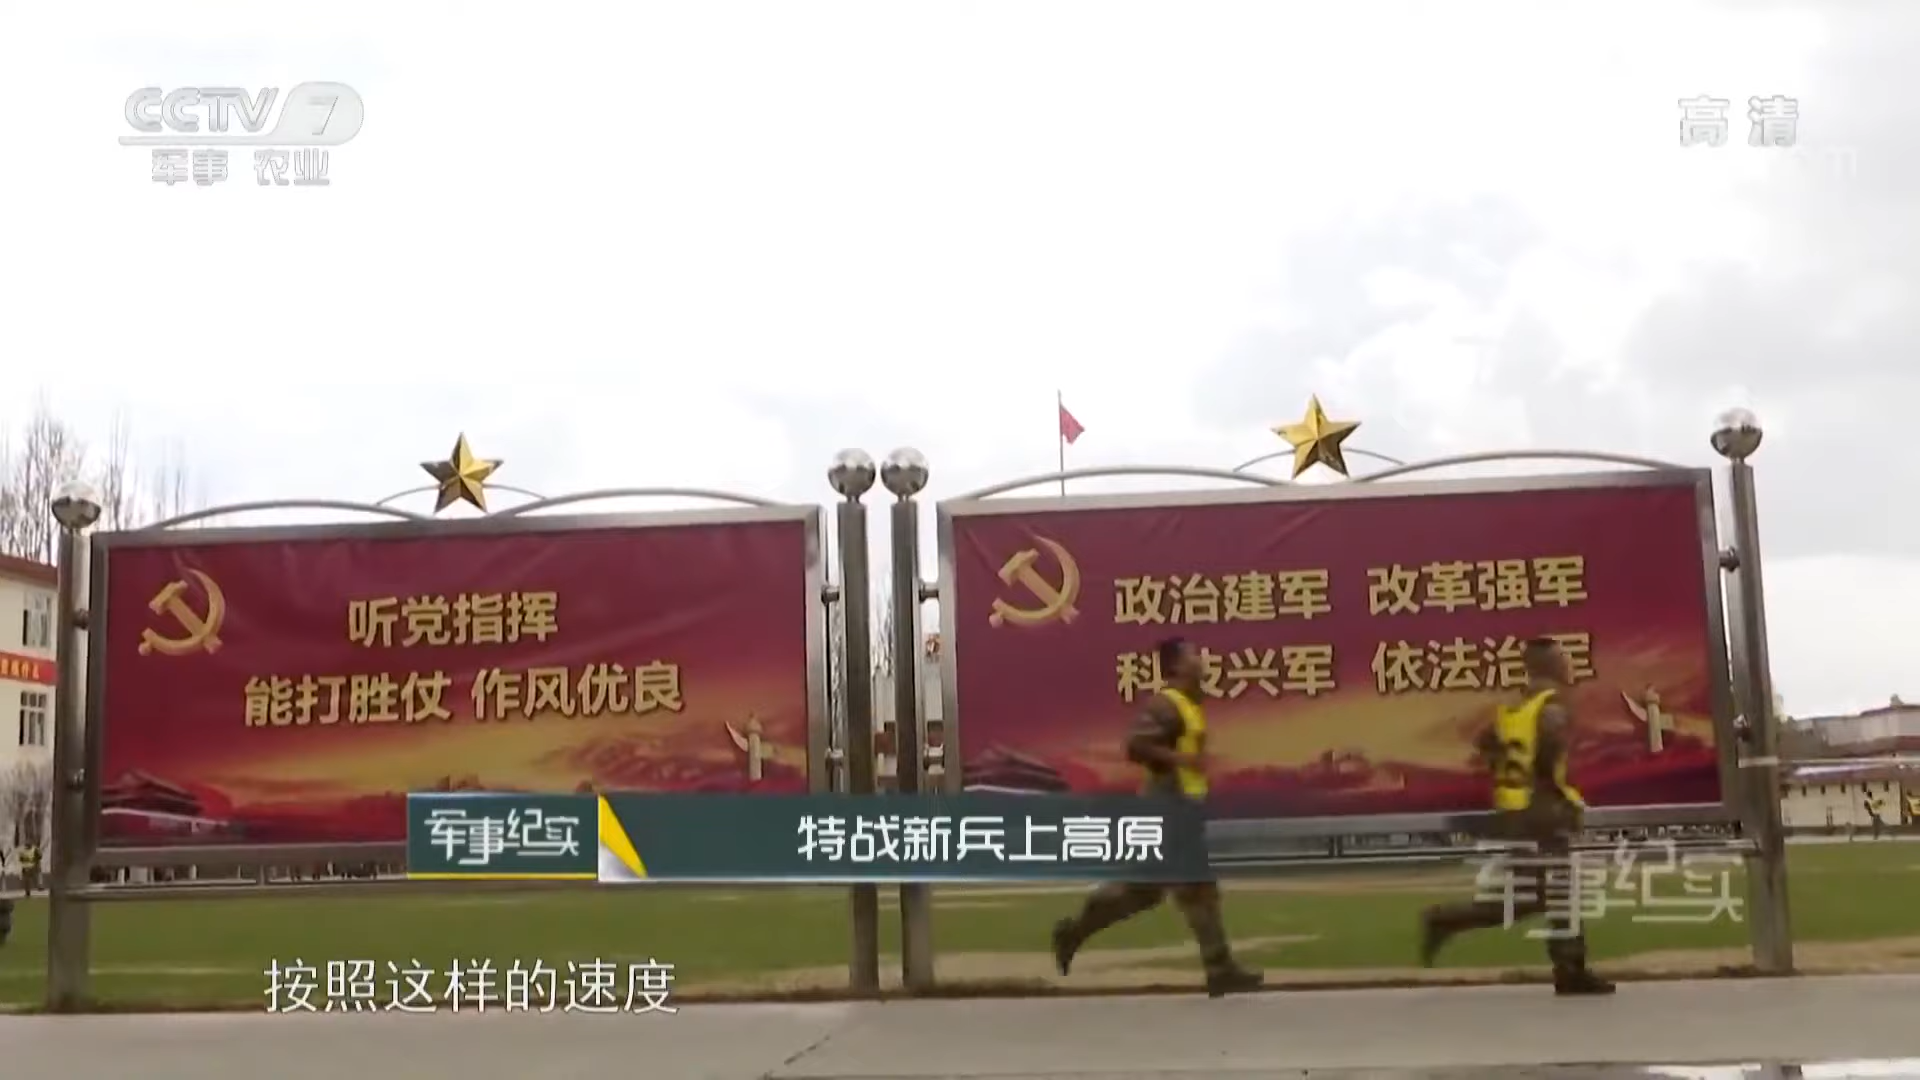 CCTV 7
军事 农业
高清
听党指挥
能打胜仗 作风优良
政治建军 改革强军
科技兴军 依法治军
军事纪实
特战新兵上高原
军事纪实
按照这样的速度